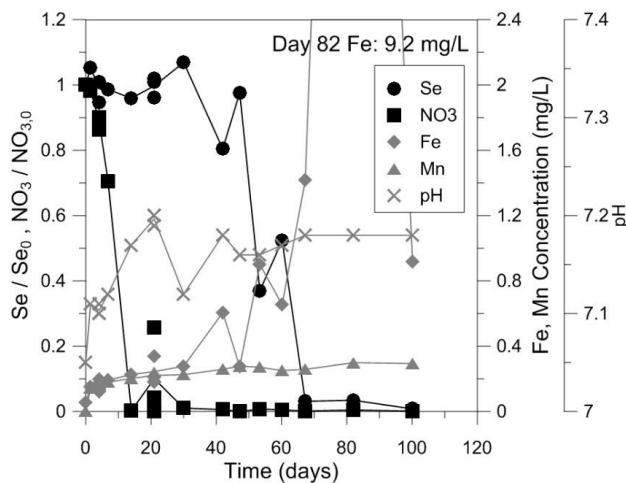 Day 82 Fe: 9.2 mg/L
Se
NO3
Fe
Mn
pH
Se / Se0 , NO3 / NO3,0
1.2
1
0.8
0.6
0.4
0.2
0
2.4
2
1.6
1.2
0.8
0.4
0
Fe, Mn Concentration (mg/L)
7.4
7.3
7.2
7.1
7
pH
0 20 40 60 80 100 120
Time (days)